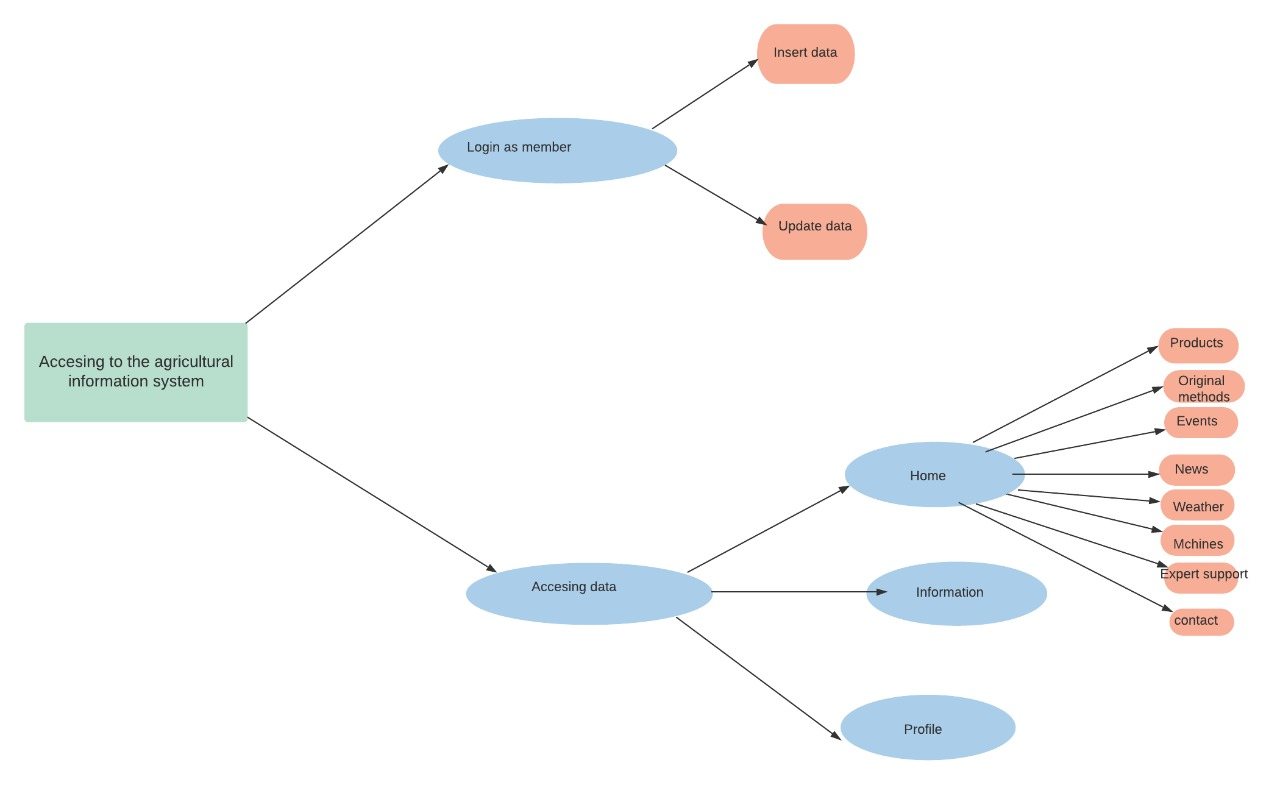 Insert data
Login as member
Update data
Accesing to the agricultural
information system
Products
Original
methods
Events
Home
News
Weather
Mchines
Expert support
Accesing data
Information
contact
Profile